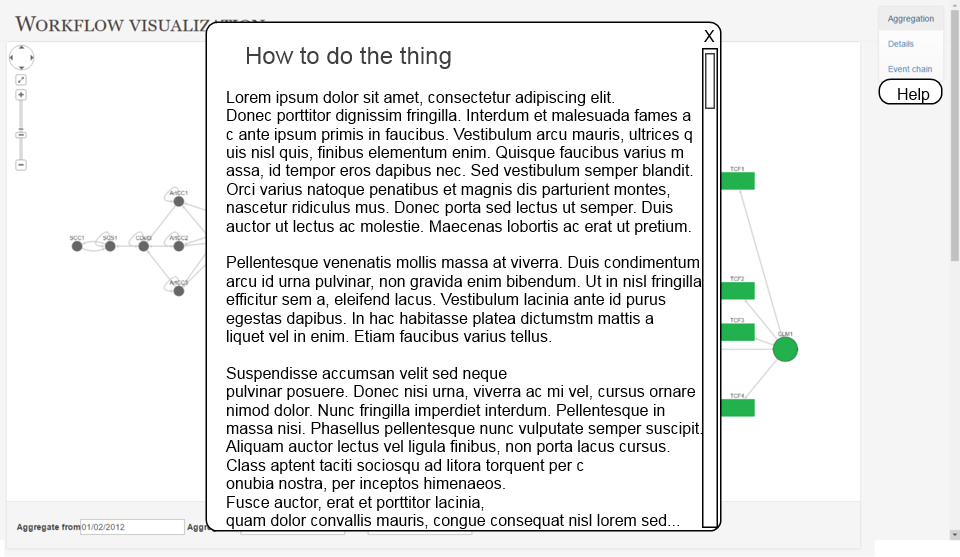 WORKFLOW VISUALIZATION
Aggregation
Details
Event chain
Help
X
How to do the thing
Lorem ipsum dolor sit amet, consectetur adipiscing elit.
Donec porttitor dignissim fringilla. Interdum et malesuada fames a
c ante ipsum primis in faucibus. Vestibulum arcu mauris, ultrices q
uis nisl quis, finibus elementum enim. Quisque faucibus varius m
assa, id tempor eros dapibus nec. Sed vestibulum semper blandit.
Orci varius natoque penatibus et magnis dis parturient montes,
nascetur ridiculus mus. Donec porta sed lectus ut semper. Duis
auctor ut lectus ac molestie. Maecenas lobortis ac erat ut pretium.
Pellentesque venenatis mollis massa at viverra. Duis condimentum
arcu id urna pulvinar, non gravida enim bibendum. Ut in nisl fringilla
efficitur sem a, eleifend lacus. Vestibulum lacinia ante id purus
egestas dapibus. In hac habitasse platea dictumstm mattis a
liquet vel in enim. Etiam faucibus varius tellus.
Suspendisse accumsan velit sed neque
pulvinar posuere. Donec nisi urna, viverra ac mi vel, cursus ornare
nimod dolor. Nunc fringilla imperdiet interdum. Pellentesque in
massa nisi. Phasellus pellentesque nunc vulputate semper suscipit.
Aliquam auctor lectus vel ligula finibus, non porta lacus cursus.
Class aptent taciti sociosqu ad litora torquent per c
onubia nostra, per inceptos himenaeos.
Fusce auctor, erat et porttitor lacinia,
quam dolor convallis mauris, congue consequat nisl lorem sed...
SCC1
TCF1
TCF2
TCF3
TCF4
CLM1
Aggregate from 01/02/2012